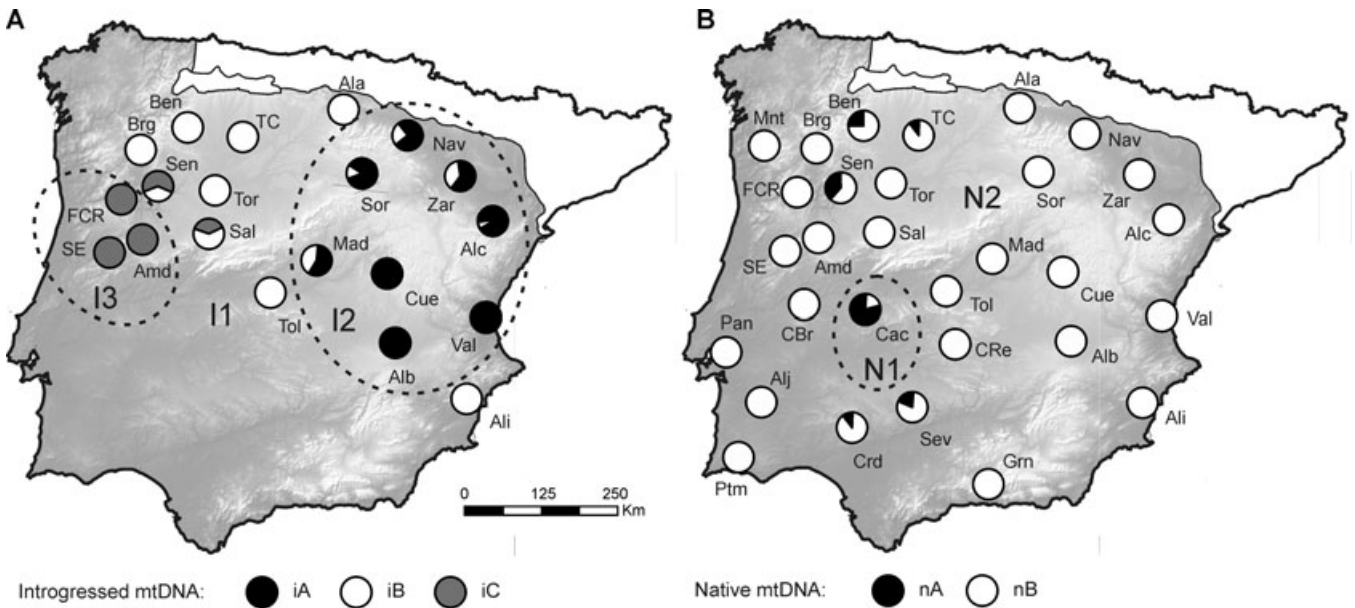 A
Ala
Ben
TC
Brg
Nav
Sen
FCR
Tor
Sor
Zar
Sal
Alc
SE
Amd
Mad
I3
Cue
I1
I2
Tol
Val
Alb
Ali
0 125 250
Km
Introgressed mtDNA: iA iB iC
B
Ala
Ben
TC
Mnt
Brg
Nav
Sen
FCR
Tor
Sor
Zar
N2
Sal
Alc
SE
Amd
Mad
Cue
CBr
Cac
Tol
Val
Pan
CRe
Alb
N1
Alj
Ali
Sev
Crd
Grn
Ptm
Native mtDNA: nA nB